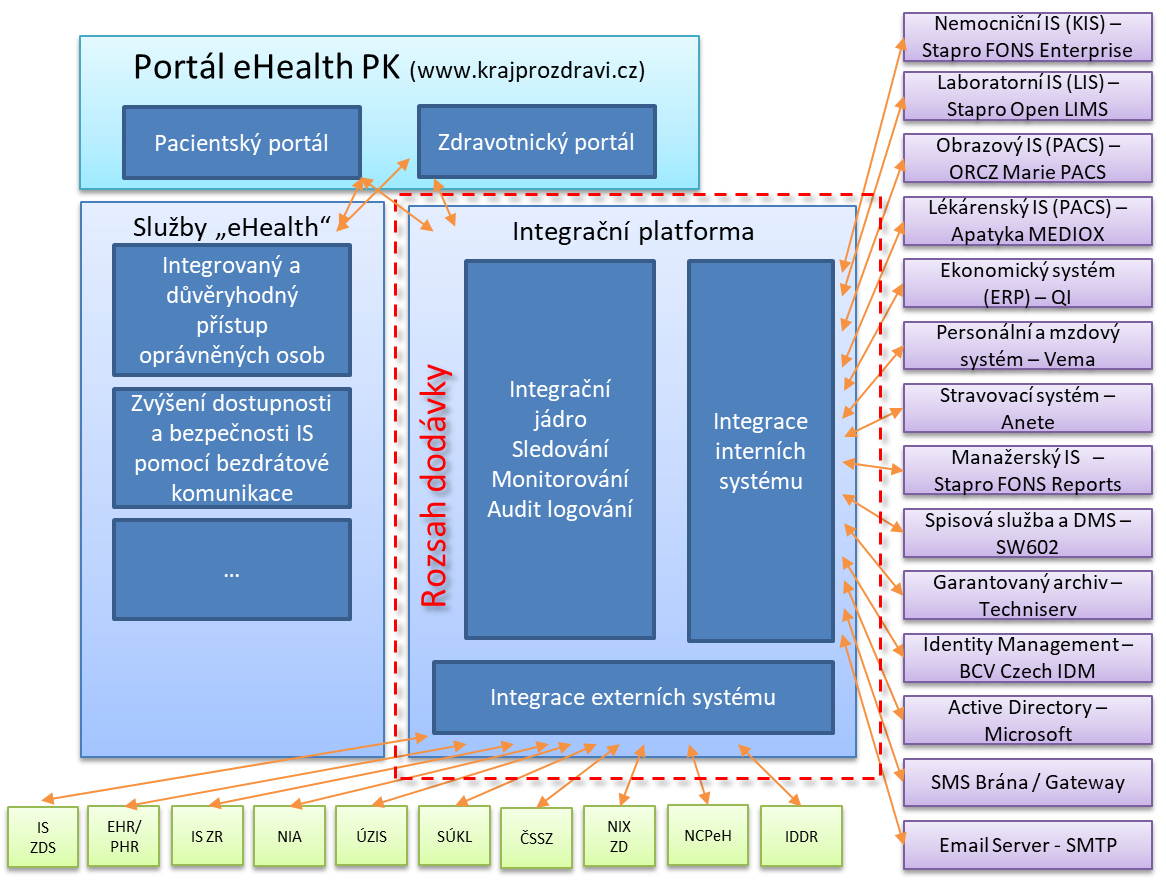 Portál eHealth PK (www.krajprozdravi.cz)
Pacientský portál
Zdravotnický portál
Služby „eHealth“
Integrovaný a
důvěryhodný
přístup
oprávněných osob
Zvýšení dostupnosti
a bezpečnosti IS
pomocí bezdrátové
komunikace
...
Integrační platforma
Rozsah dodávky
Integrační
jádro
Sledování
Monitorování
Audit logování
Integrace
interních
systému
Integrace externích systému
Nemocniční IS (KIS) –
Stapro FONS Enterprise
Laboratorní IS (LIS) –
Stapro Open LIMS
Obrazový IS (PACS) –
ORCZ Marie PACS
Lékárenský IS (PACS) –
Apatyka MEDIOX
Ekonomický systém
(ERP) – QI
Personální a mzdový
systém – Vema
Stravovací systém –
Anete
Manažerský IS –
Stapro FONS Reports
Spisová služba a DMS –
SW602
Garantovaný archiv –
Techniserv
Identity Management –
BCV Czech IDM
Active Directory –
Microsoft
SMS Brána / Gateway
Email Server - SMTP
IS
ZDS
EHR/
PHR
IS ZR
NIA
ÚZIS
SÚKL
ČSSZ
NIX
ZD
NCPeH
IDDR